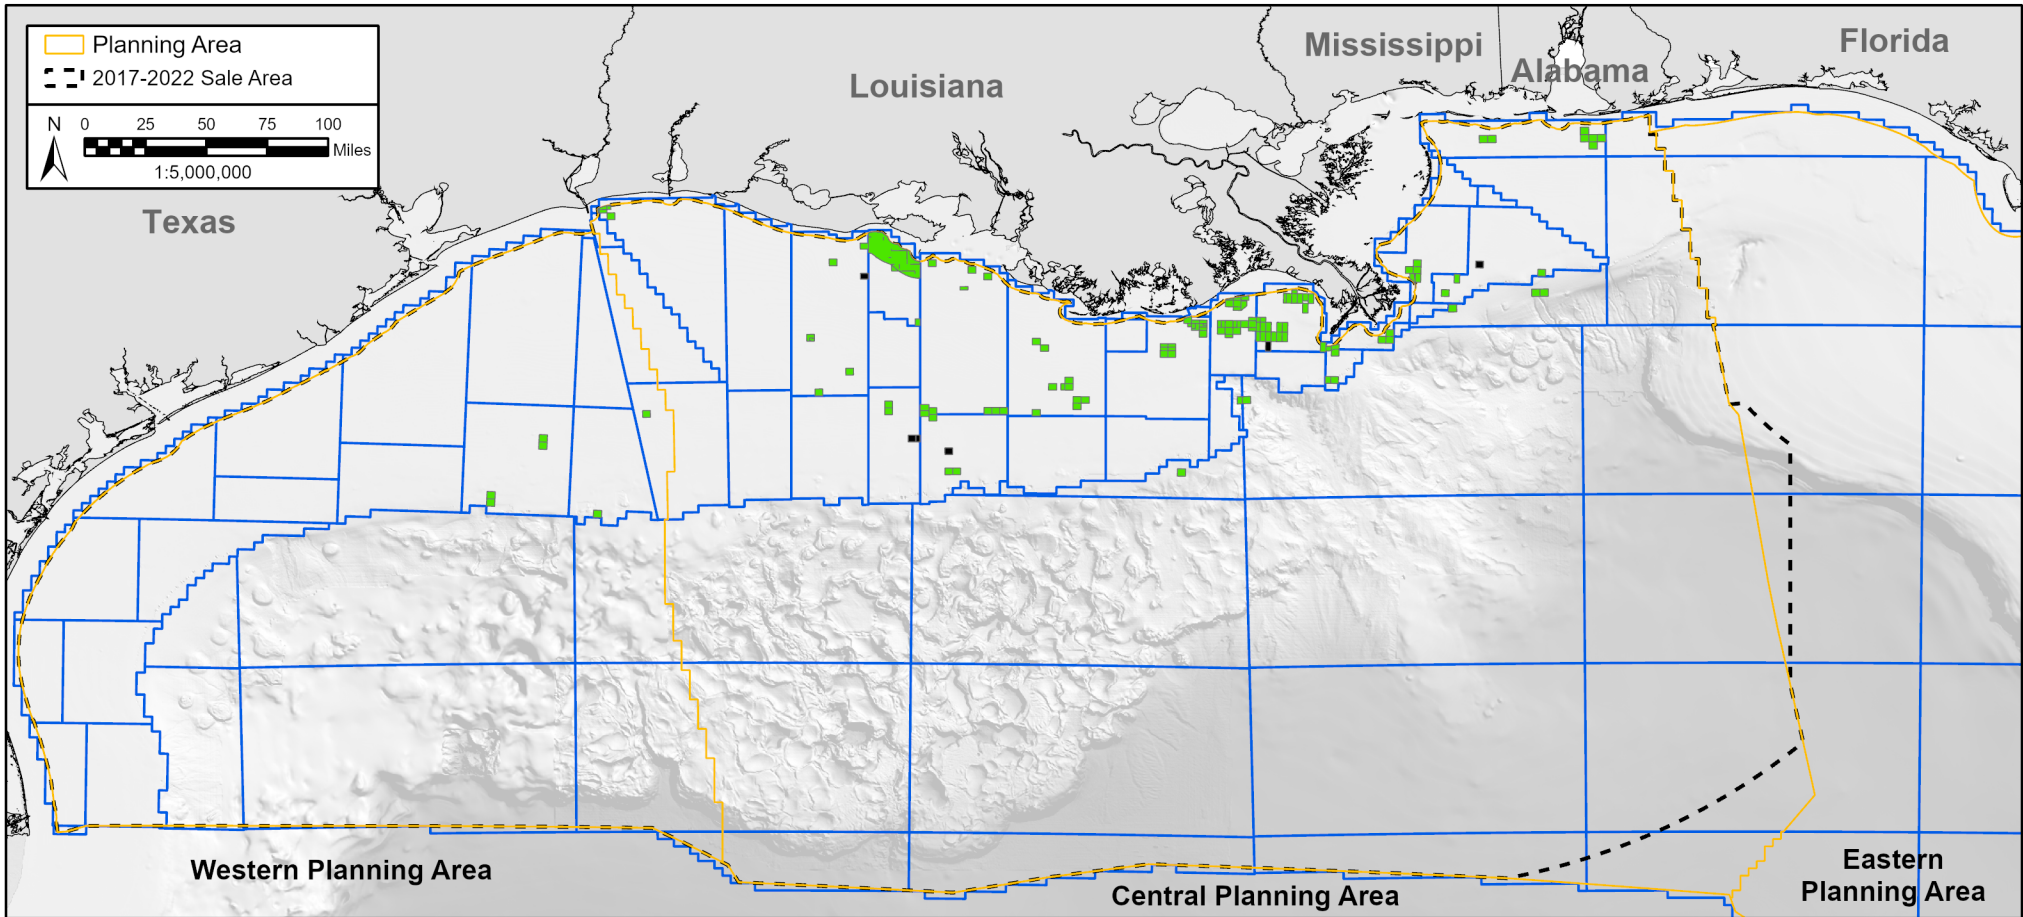 Planning Area
2017-2022 Sale Area
N
0 25 50 75 100
Miles
1:5,000,000
Texas
Louisiana
Mississippi
Alabama
Florida
Western Planning Area
Central Planning Area
Eastern
Planning Area